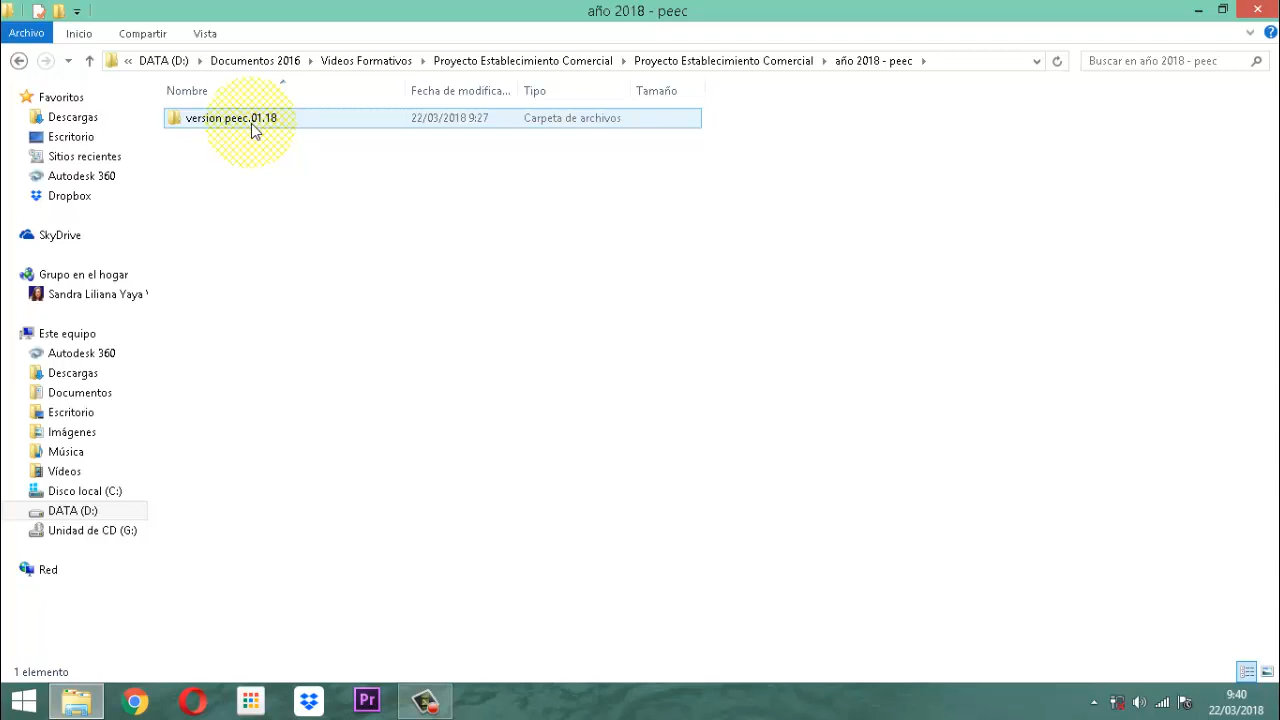 año 2018 - peec
Archivo Inicio Compartir Vista
« DATA (D:) Documentos 2016 Videos Formativos Proyecto Establecimiento Comercial Proyecto Establecimiento Comercial año 2018 - peec
Buscar en año 2018 - peec
Nombre Fecha de modifica... Tipo Tamaño
version peec.01.18 22/03/2018 9:27 Carpeta de archivos
Favoritos
Descargas
Escritorio
Sitios recientes
Autodesk 360
Dropbox
SkyDrive
Grupo en el hogar
Sandra Liliana Yaya
Este equipo
Autodesk 360
Descargas
Documentos
Escritorio
Imágenes
Música
Vídeos
Disco local (C:)
DATA (D:)
Unidad de CD (G:)
Red
1 elemento
Pr
9:40
22/03/2018